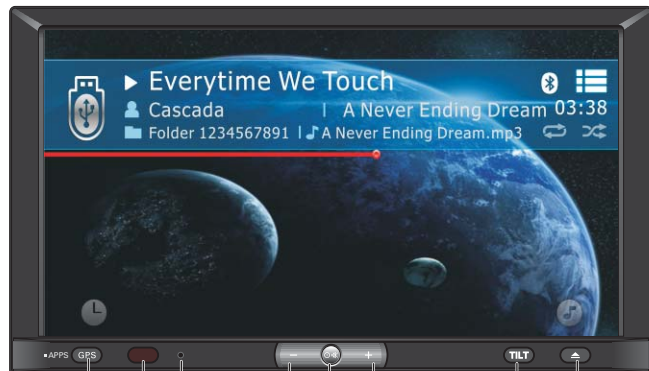 Everytime We Touch
Cascada | A Never Ending Dream 03:38
Folder 1234567891 | A Never Ending Dream.mp3
APPS GPS - + TILT